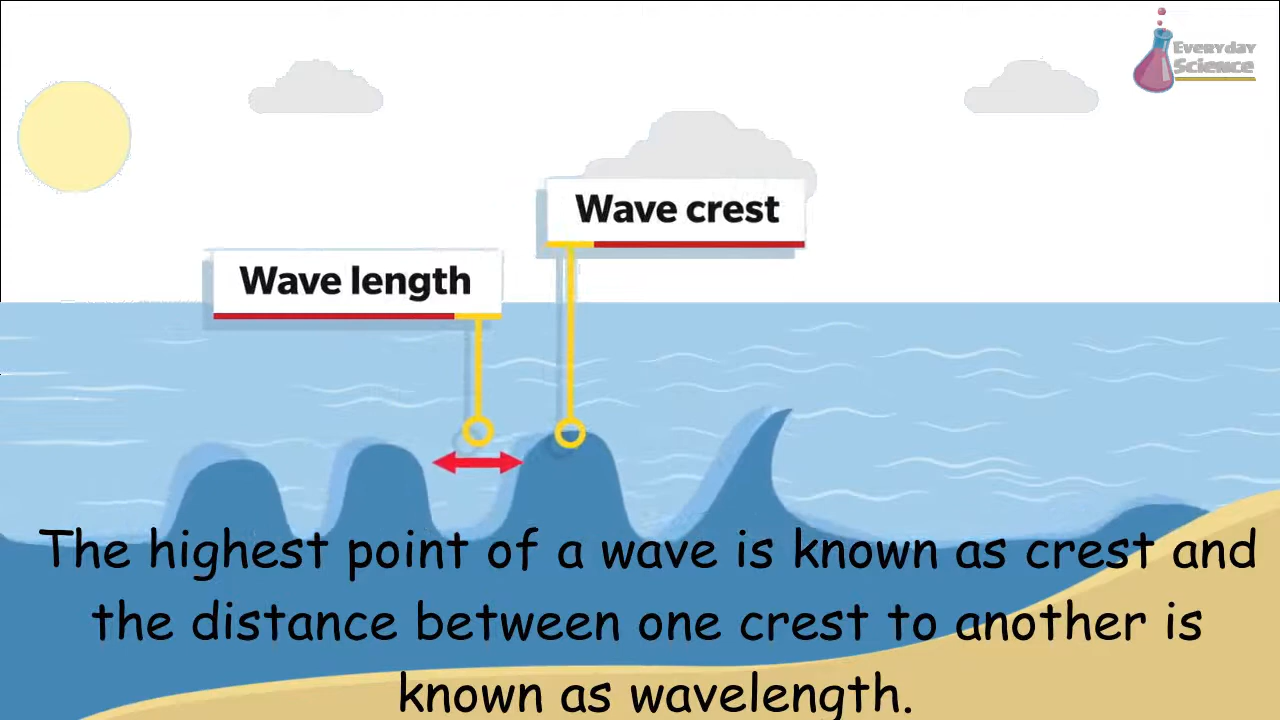 Everyday
Science
Wave crest
Wave length
The highest point of a wave is known as crest and
the distance between one crest to another is
known as wavelength.